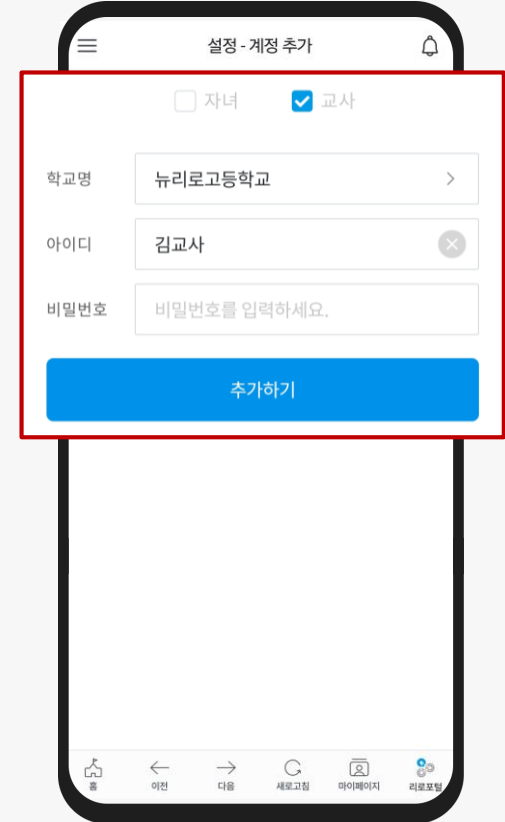 설정 - 계정 추가
자녀 교사
학교명 뉴리로고등학교
아이디 김교사
비밀번호 비밀번호를 입력하세요.
추가하기
홈 이전 다음 새로고침 마이페이지 리로포털